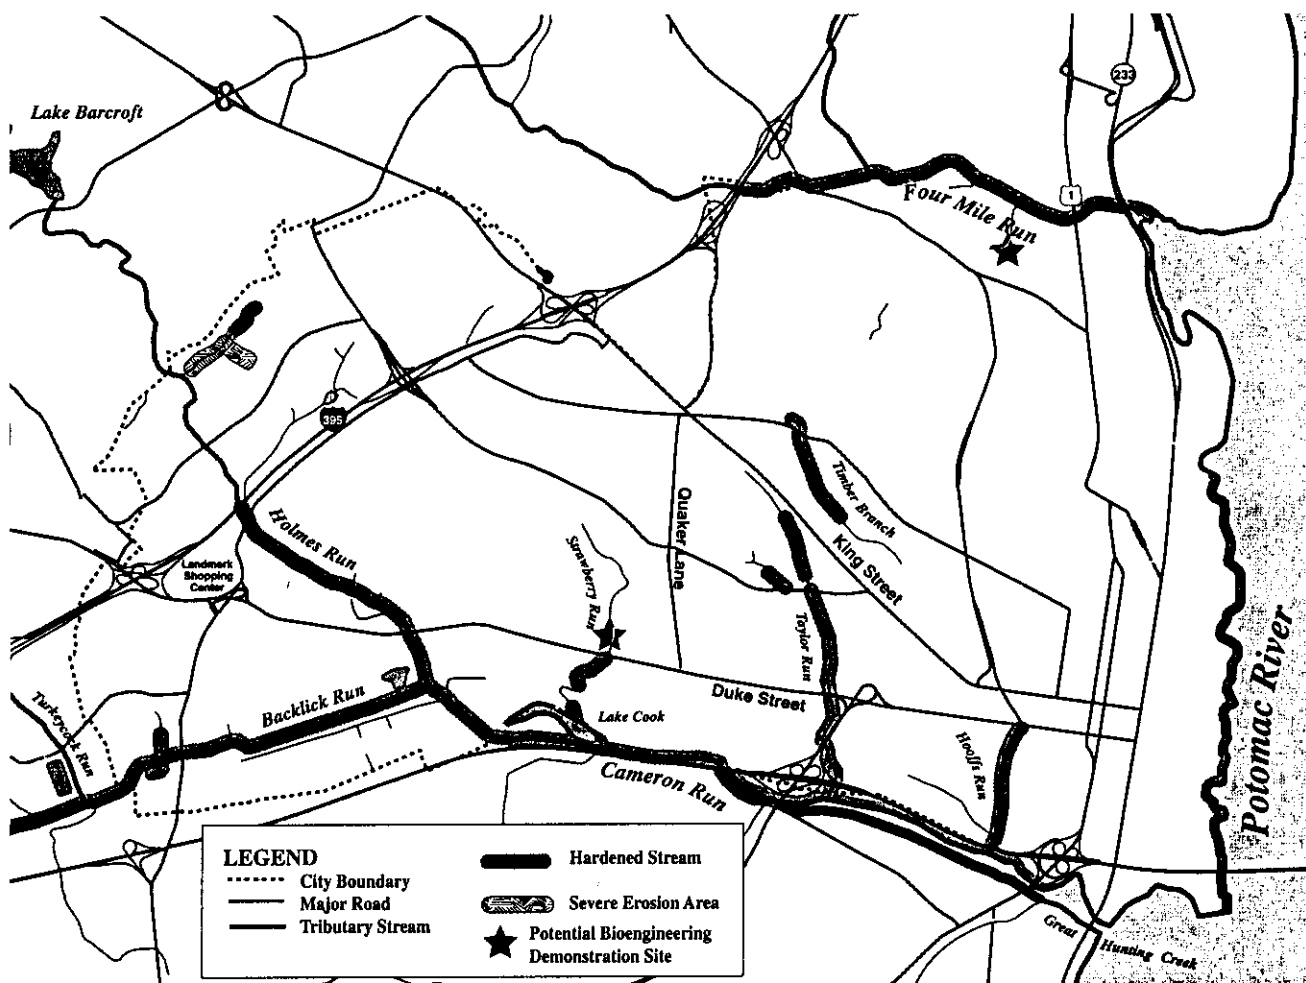 233
Lake Barcroft
Four Mile Run
1
395
Timber Branch
Quaker Lane
King Street
Holmes Run
Landmark
Shopping
Center
Strawberry Run
Taylor Run
Duke Street
Backlick Run
Turkeycock Run
Lake Cook
Hooffs Run
Cameron Run
Potomac River
Great Hunting Creek
LEGEND
City Boundary
Major Road
Tributary Stream
Hardened Stream
Severe Erosion Area
Potential Bioengineering
Demonstration Site